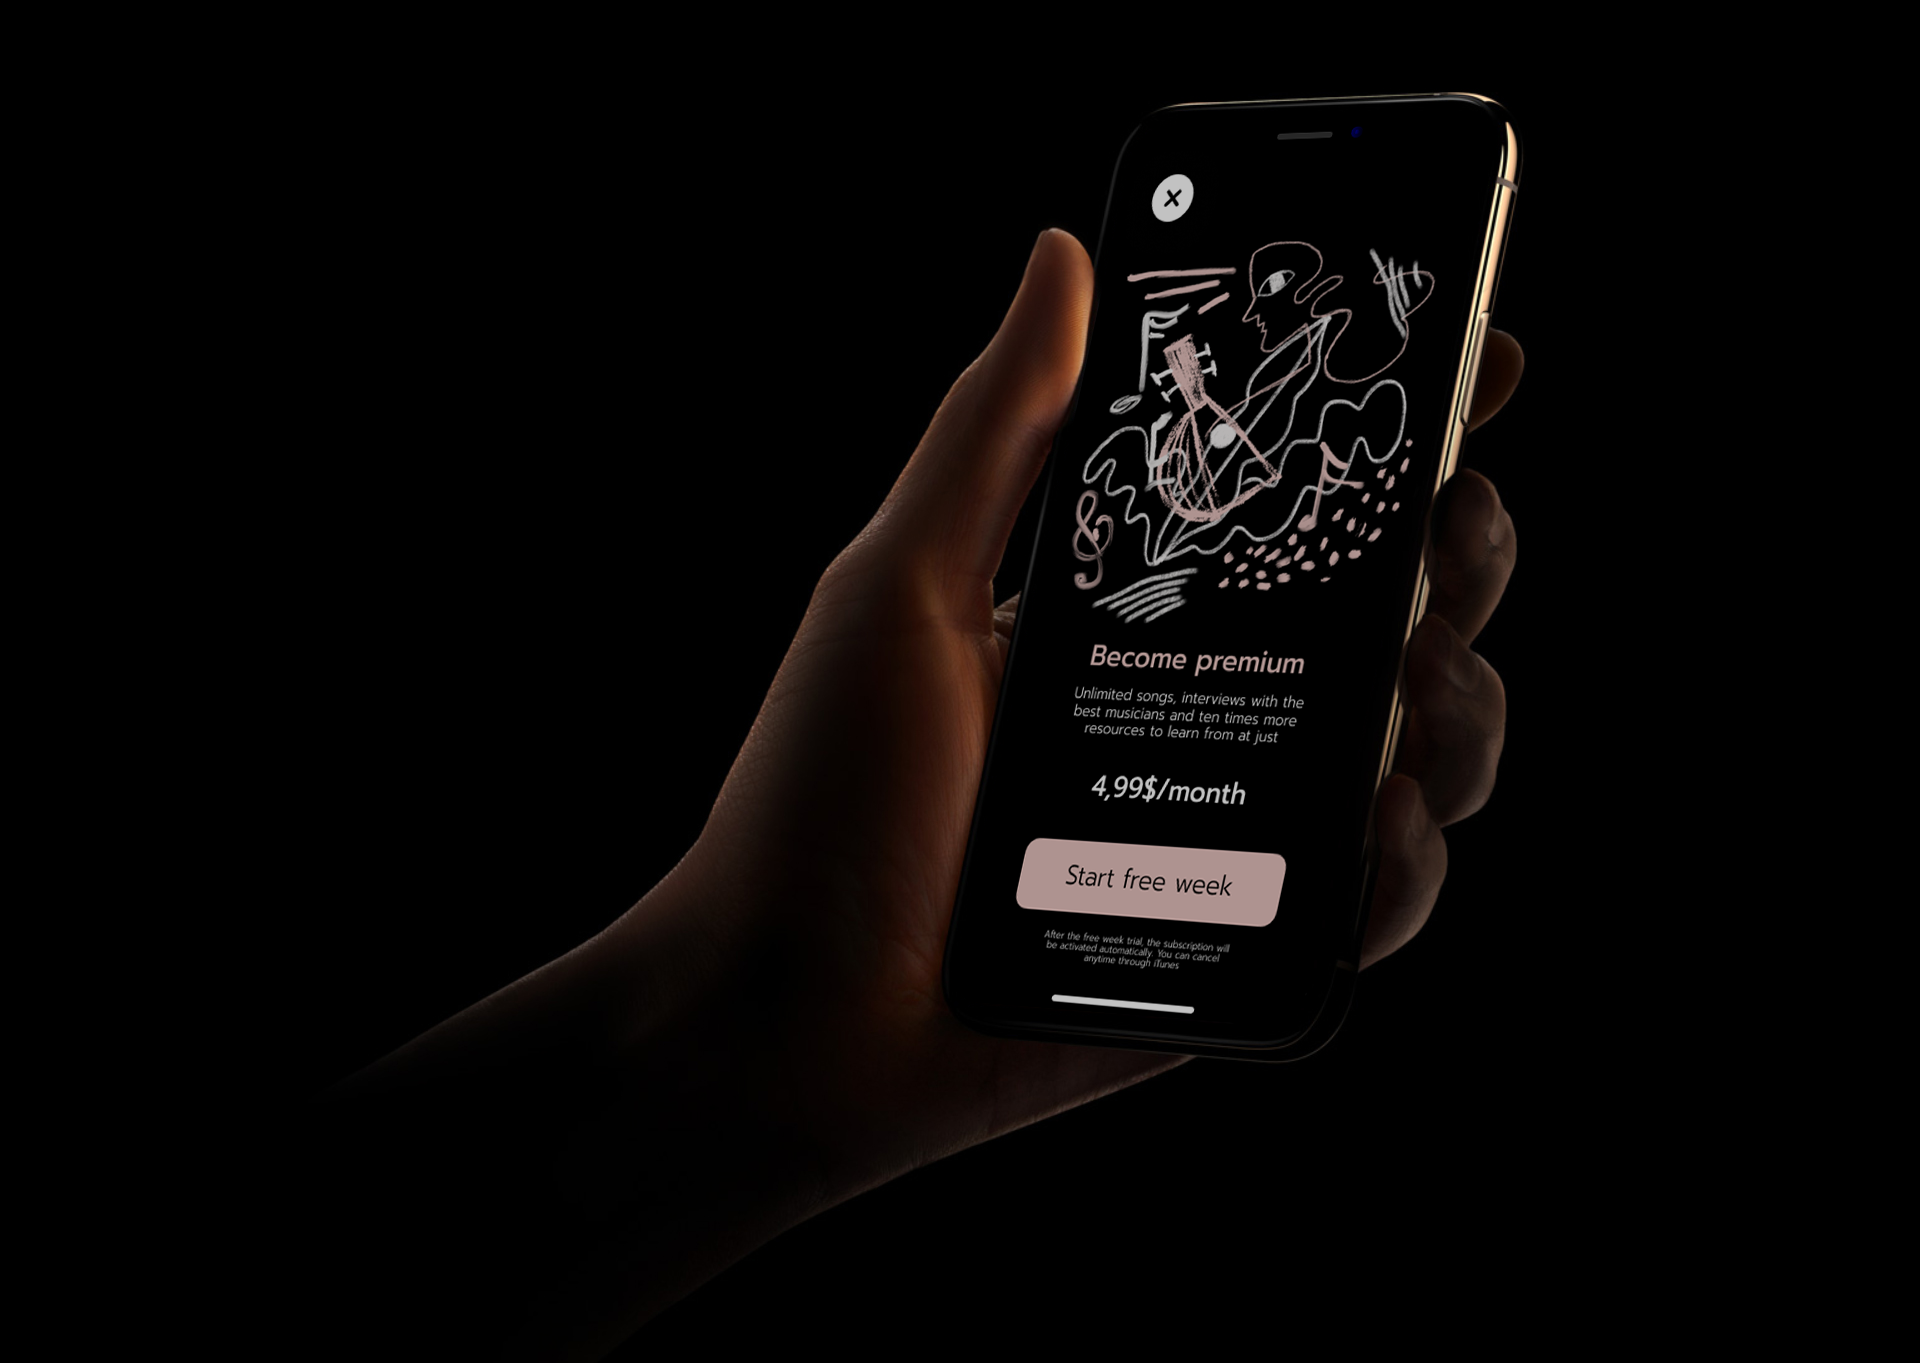 Become premium
Unlimited songs, interviews with the
best musicians and ten times more
resources to learn from at just
4,99$/month
Start free week
After the free week trial, the subscription will
be activated automatically. You can cancel
anytime through iTunes